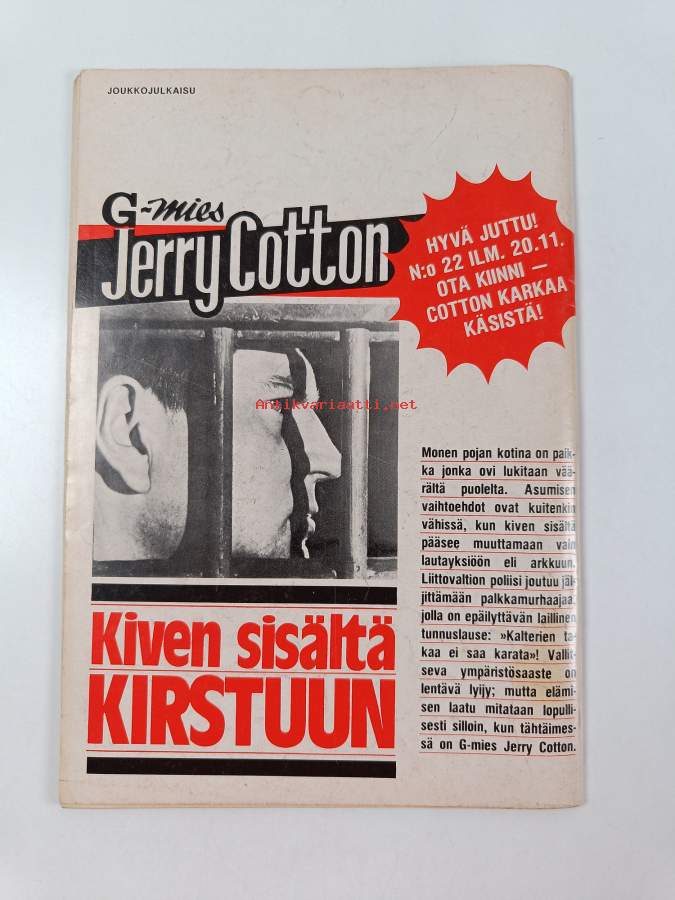 JOUKKOJULKAISU
G-mies
Jerry Cotton
HYVÄ JUTTU!
N:o 22 ILM. 20.11.
OTA KIINNI —
COTTON KARKAA
KÄSISTÄ!
Antikvariaatti.net
Monen pojan kotina on paik-
ka jonka ovi lukitaan vää-
rältä puolelta. Asumisen
vaihtoehdot ovat kuitenkin
vähissä, kun kiven sisältä
pääsee muuttamaan vain
lautayksiöön eli arkkuun.
Liittovaltion poliisi joutuu jäl-
jittämään palkkamurhaajaa,
jolla on epäilyttävän laillinen
tunnuslause: »Kalterien ta-
kaa ei saa karata»! Vallit-
seva ympäristösaaste on
lentävä lyijy; mutta elämi-
sen laatu mitataan lopulli-
sesti silloin, kun tähtäimes-
sä on G-mies Jerry Cotton.
Kiven sisältä
KIRSTUUN